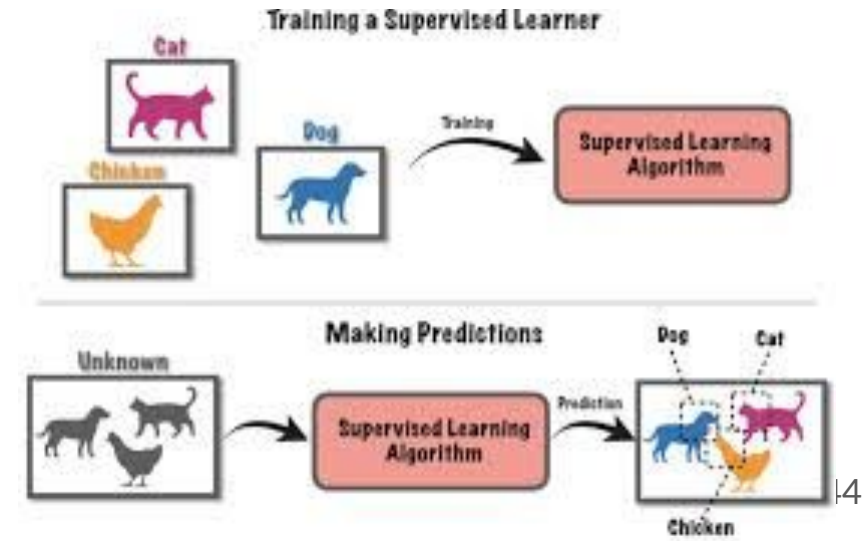 Training a Supervised Learner
Cat
Dog
Training
Supervised Learning
Algorithm
Chicken
Making Predictions
Dog
Cat
Unknown
Prediction
Supervised Learning
Algorithm
Chicken